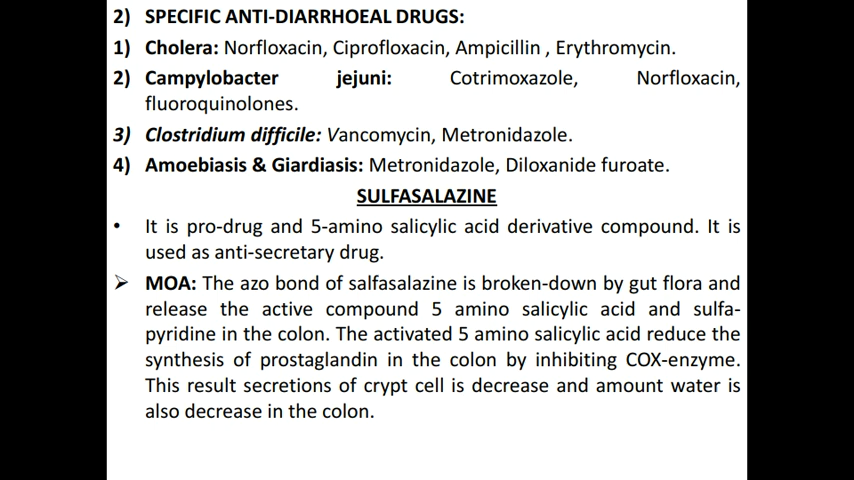 2) SPECIFIC ANTI-DIARRHOEAL DRUGS:
1) Cholera: Norfloxacin, Ciprofloxacin, Ampicillin , Erythromycin.
2) Campylobacter jejuni: Cotrimoxazole, Norfloxacin,
fluoroquinolones.
3) Clostridium difficile: Vancomycin, Metronidazole.
4) Amoebiasis & Giardiasis: Metronidazole, Diloxanide furoate.
SULFASALAZINE
• It is pro-drug and 5-amino salicylic acid derivative compound. It is
used as anti-secretary drug.
➢ MOA: The azo bond of salfasalazine is broken-down by gut flora and
release the active compound 5 amino salicylic acid and sulfa-
pyridine in the colon. The activated 5 amino salicylic acid reduce the
synthesis of prostaglandin in the colon by inhibiting COX-enzyme.
This result secretions of crypt cell is decrease and amount water is
also decrease in the colon.